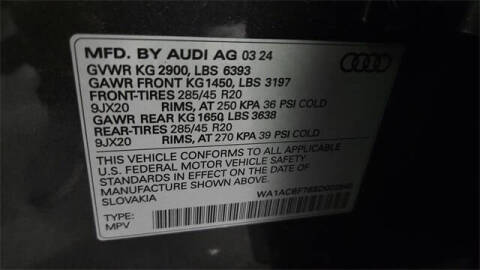 MFD. BY AUDI AG 03 24
GVWR KG 2900, LBS 6393
GAWR FRONT KG1450, LBS 3197
FRONT-TIRES 285/45 R20
9JX20 RIMS, AT 250 KPA 36 PSI COLD
GAWR REAR KG 1650, LBS 3638
REAR-TIRES 285/45 R20
9JX20 RIMS, AT 270 KPA 39 PSI COLD
THIS VEHICLE CONFORMS TO ALL APPLICABLE
U.S. FEDERAL MOTOR VEHICLE SAFETY
STANDARDS IN EFFECT ON THE DATE OF
MANUFACTURE SHOWN ABOVE.
SLOVAKIA
TYPE:
MPV